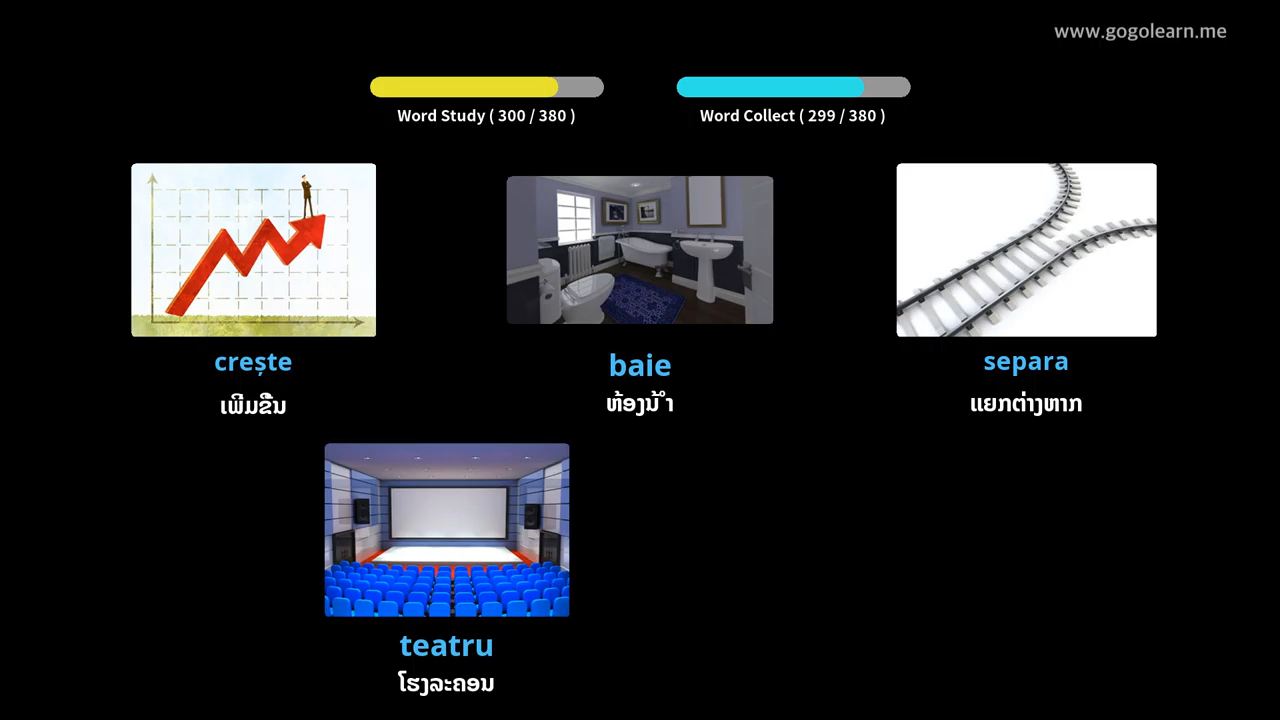 www.gogolearn.me
Word Study ( 300 / 380 )
Word Collect ( 299 / 380 )
crește
ເພີ່ມຂຶ້ນ
baie
ຫ້ອງນ້ຳ
separa
ແຍກຕ່າງຫາກ
teatru
ໂຮງລະຄອນ